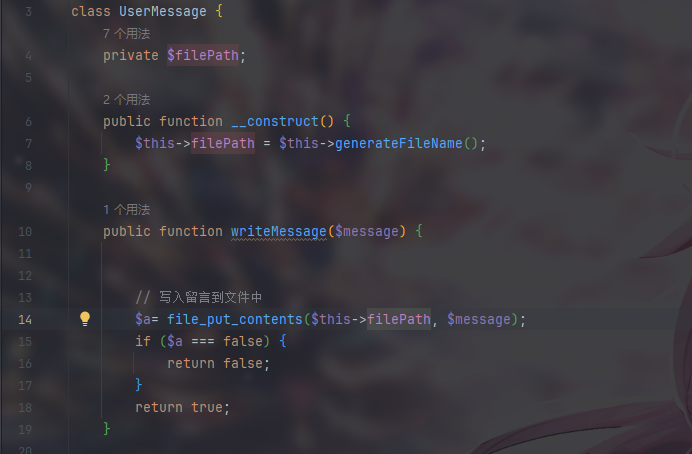 3 class UserMessage {
7 个用法
4 private $filePath;
5
2 个用法
6 public function __construct() {
7 $this->filePath = $this->generateFileName();
8 }
9
1 个用法
10 public function writeMessage($message) {
11
12
13 // 写入留言到文件中
14 $a= file_put_contents($this->filePath, $message);
15 if ($a === false) {
16 return false;
17 }
18 return true;
19 }
20